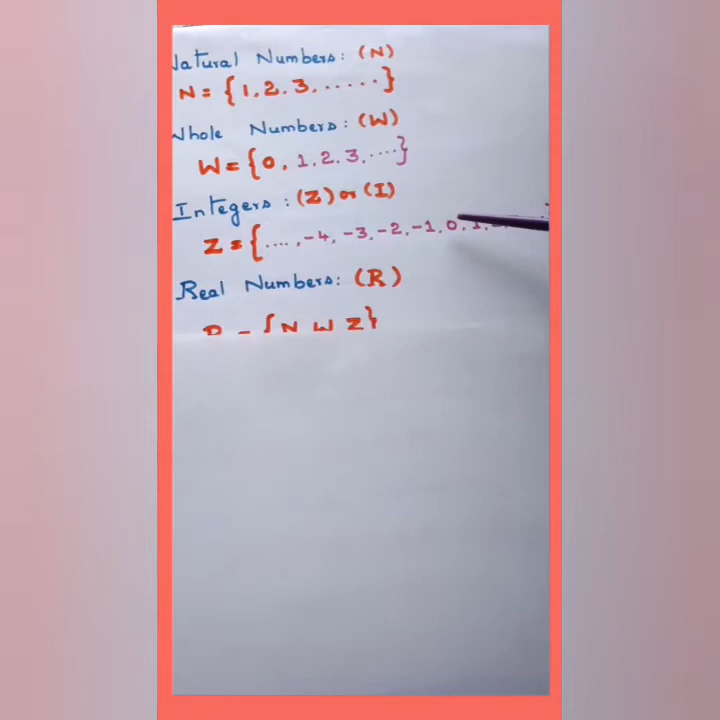 Natural Numbers: (N)
N = {1, 2, 3, ......}
Whole Numbers: (W)
W = {0, 1, 2, 3, ....}
Integers : (Z) or (I)
Z = {...., -4, -3, -2, -1, 0, 1,
Real Numbers: (R)
{N W Z}